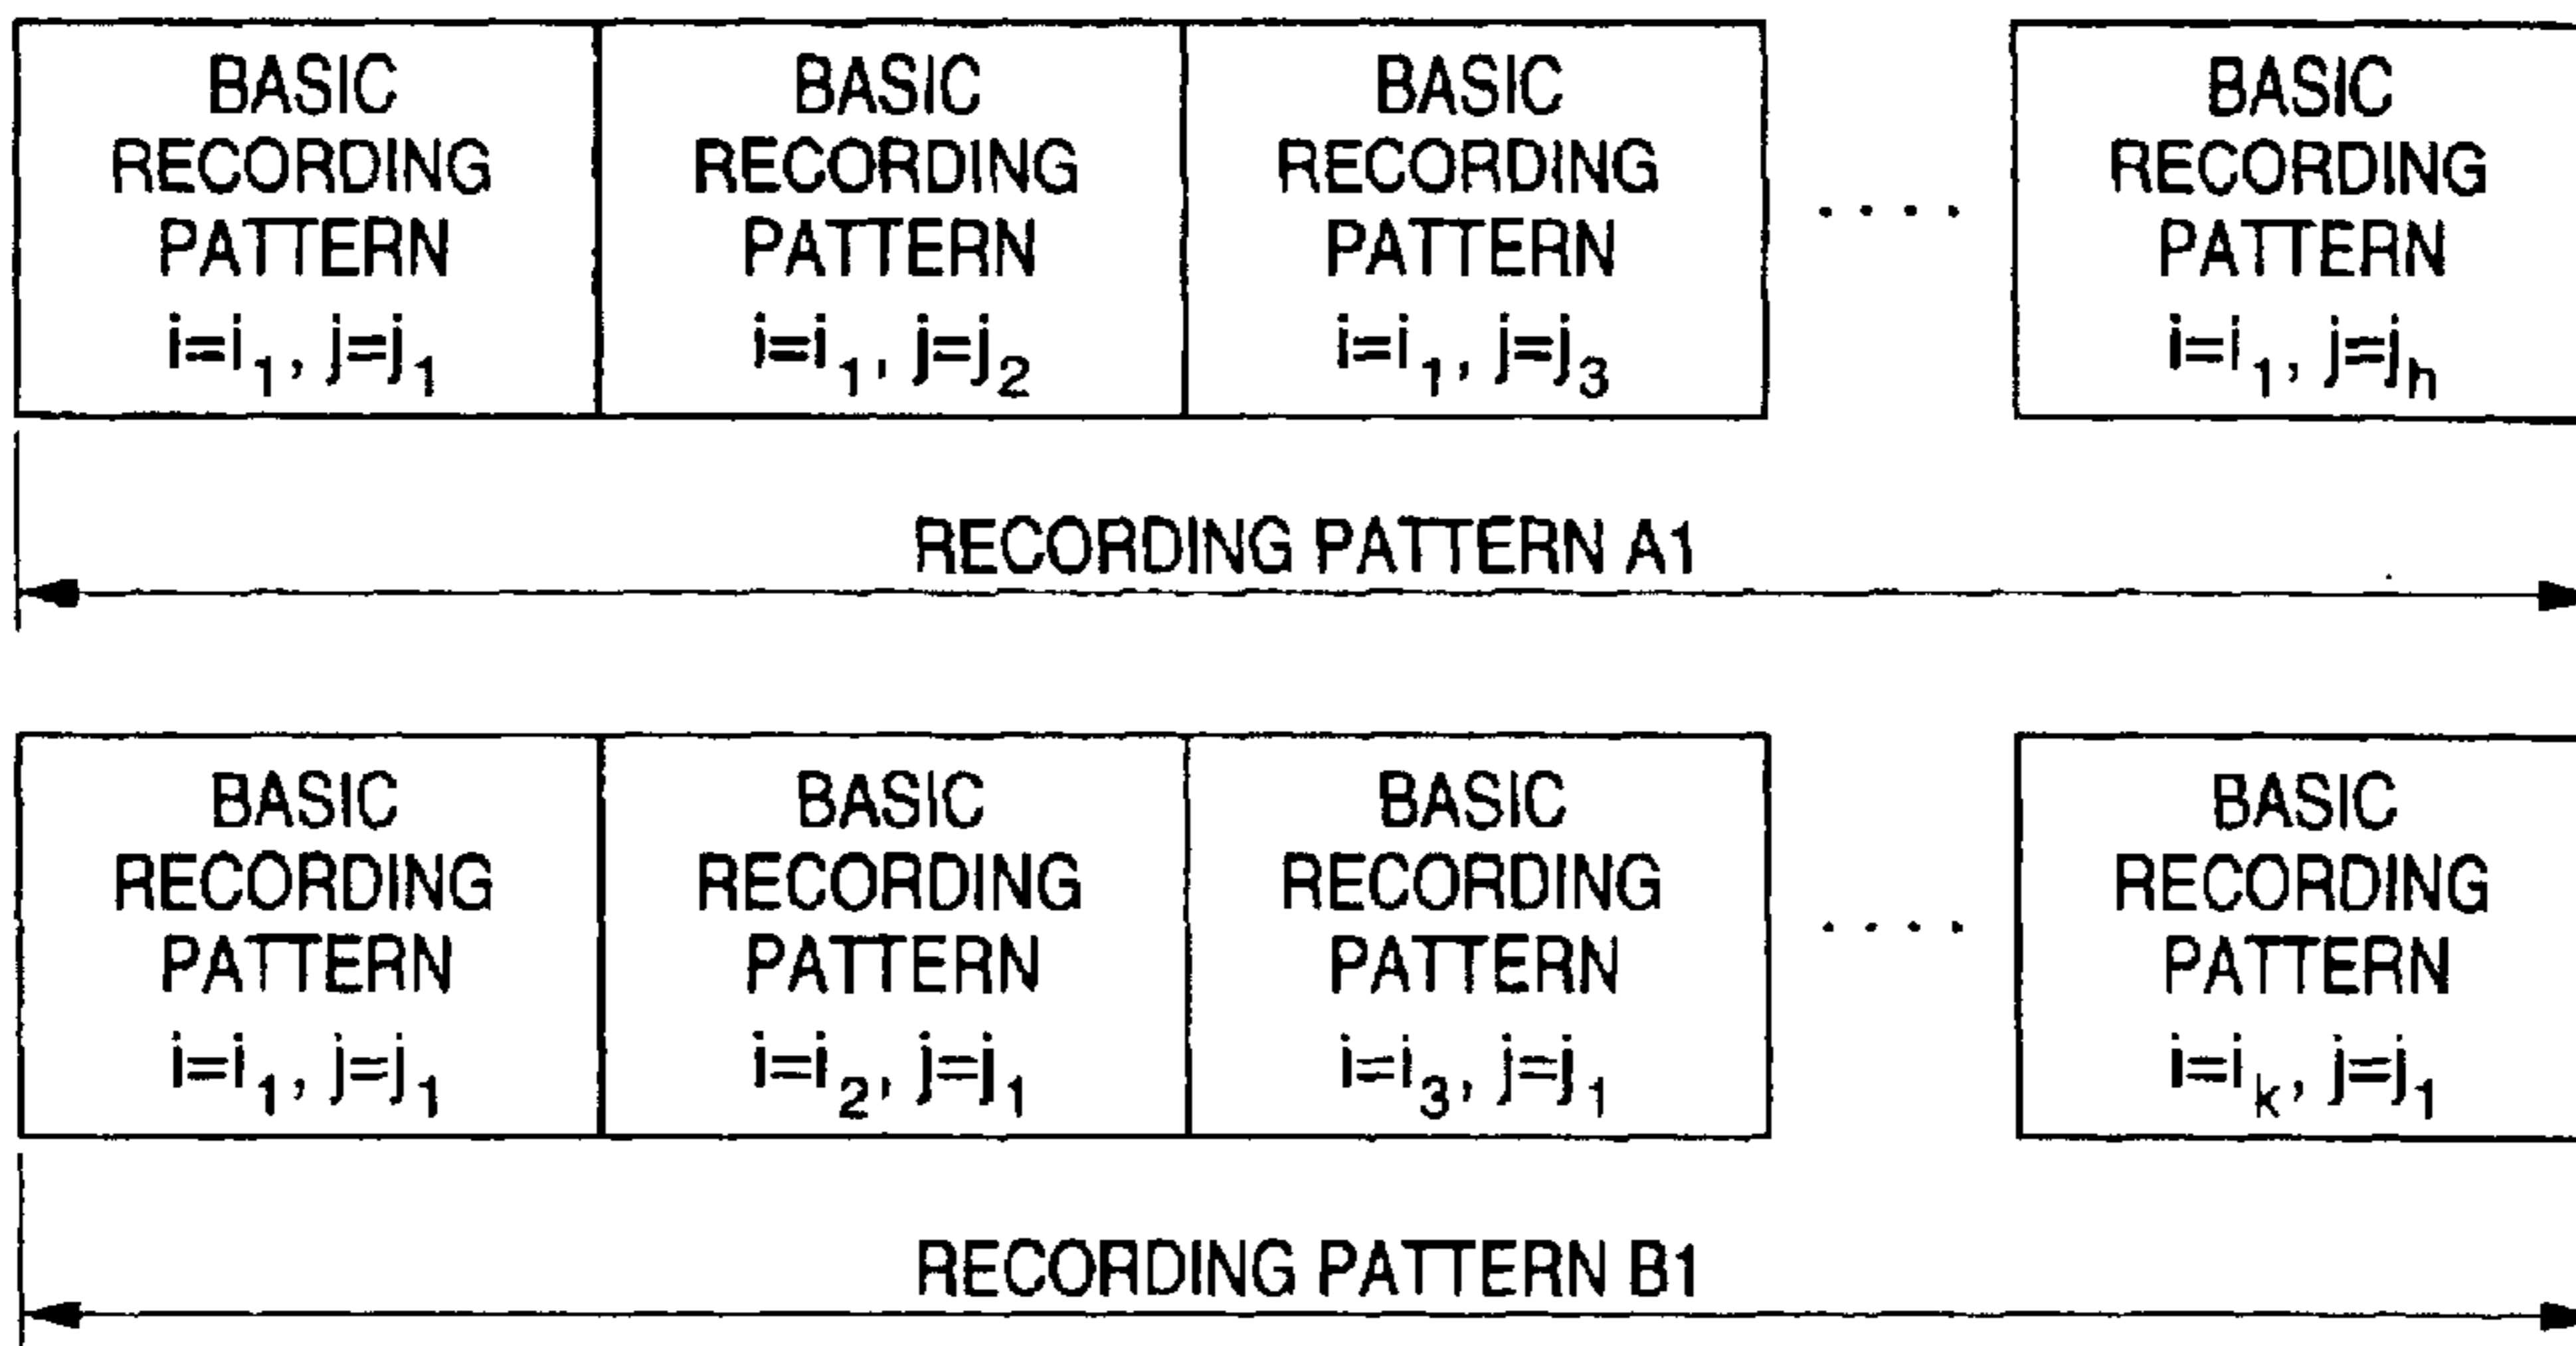 BASIC BASIC BASIC BASIC
RECORDING RECORDING RECORDING RECORDING
PATTERN PATTERN PATTERN .... PATTERN
i=i₁, j=j₁ i=i₁, j=j₂ i=i₁, j=j₃ i=i₁, j=jₕ
RECORDING PATTERN A1
BASIC BASIC BASIC BASIC
RECORDING RECORDING RECORDING RECORDING
PATTERN PATTERN PATTERN .... PATTERN
i=i₁, j=j₁ i=i₂, j=j₁ i=i₃, j=j₁ i=iₖ, j=j₁
RECORDING PATTERN B1